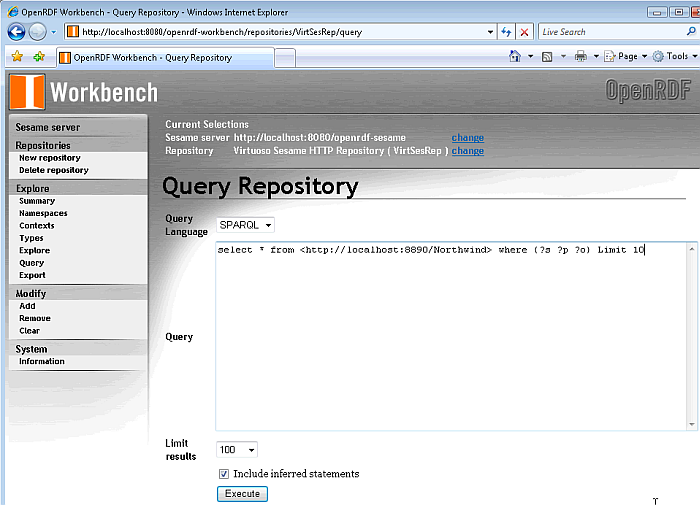 OpenRDF Workbench - Query Repository - Windows Internet Explorer
http://localhost:8080/openrdf-workbench/repositories/VirtSesRep/query
Live Search
OpenRDF Workbench - Query Repository
Page
Tools
Workbench
OpenRDF
Sesame server
Repositories
New repository
Delete repository
Explore
Summary
Namespaces
Contexts
Types
Explore
Query
Export
Modify
Add
Remove
Clear
System
Information
Current Selections
Sesame server http://localhost:8080/openrdf-sesame change
Repository Virtuoso Sesame HTTP Repository ( VirtSesRep ) change
Query Repository
Query Language
SPARQL
Query
select * from <http://localhost:8890/Northwind> where (?s ?p ?o) Limit 10
Limit results
100
Include inferred statements
Execute